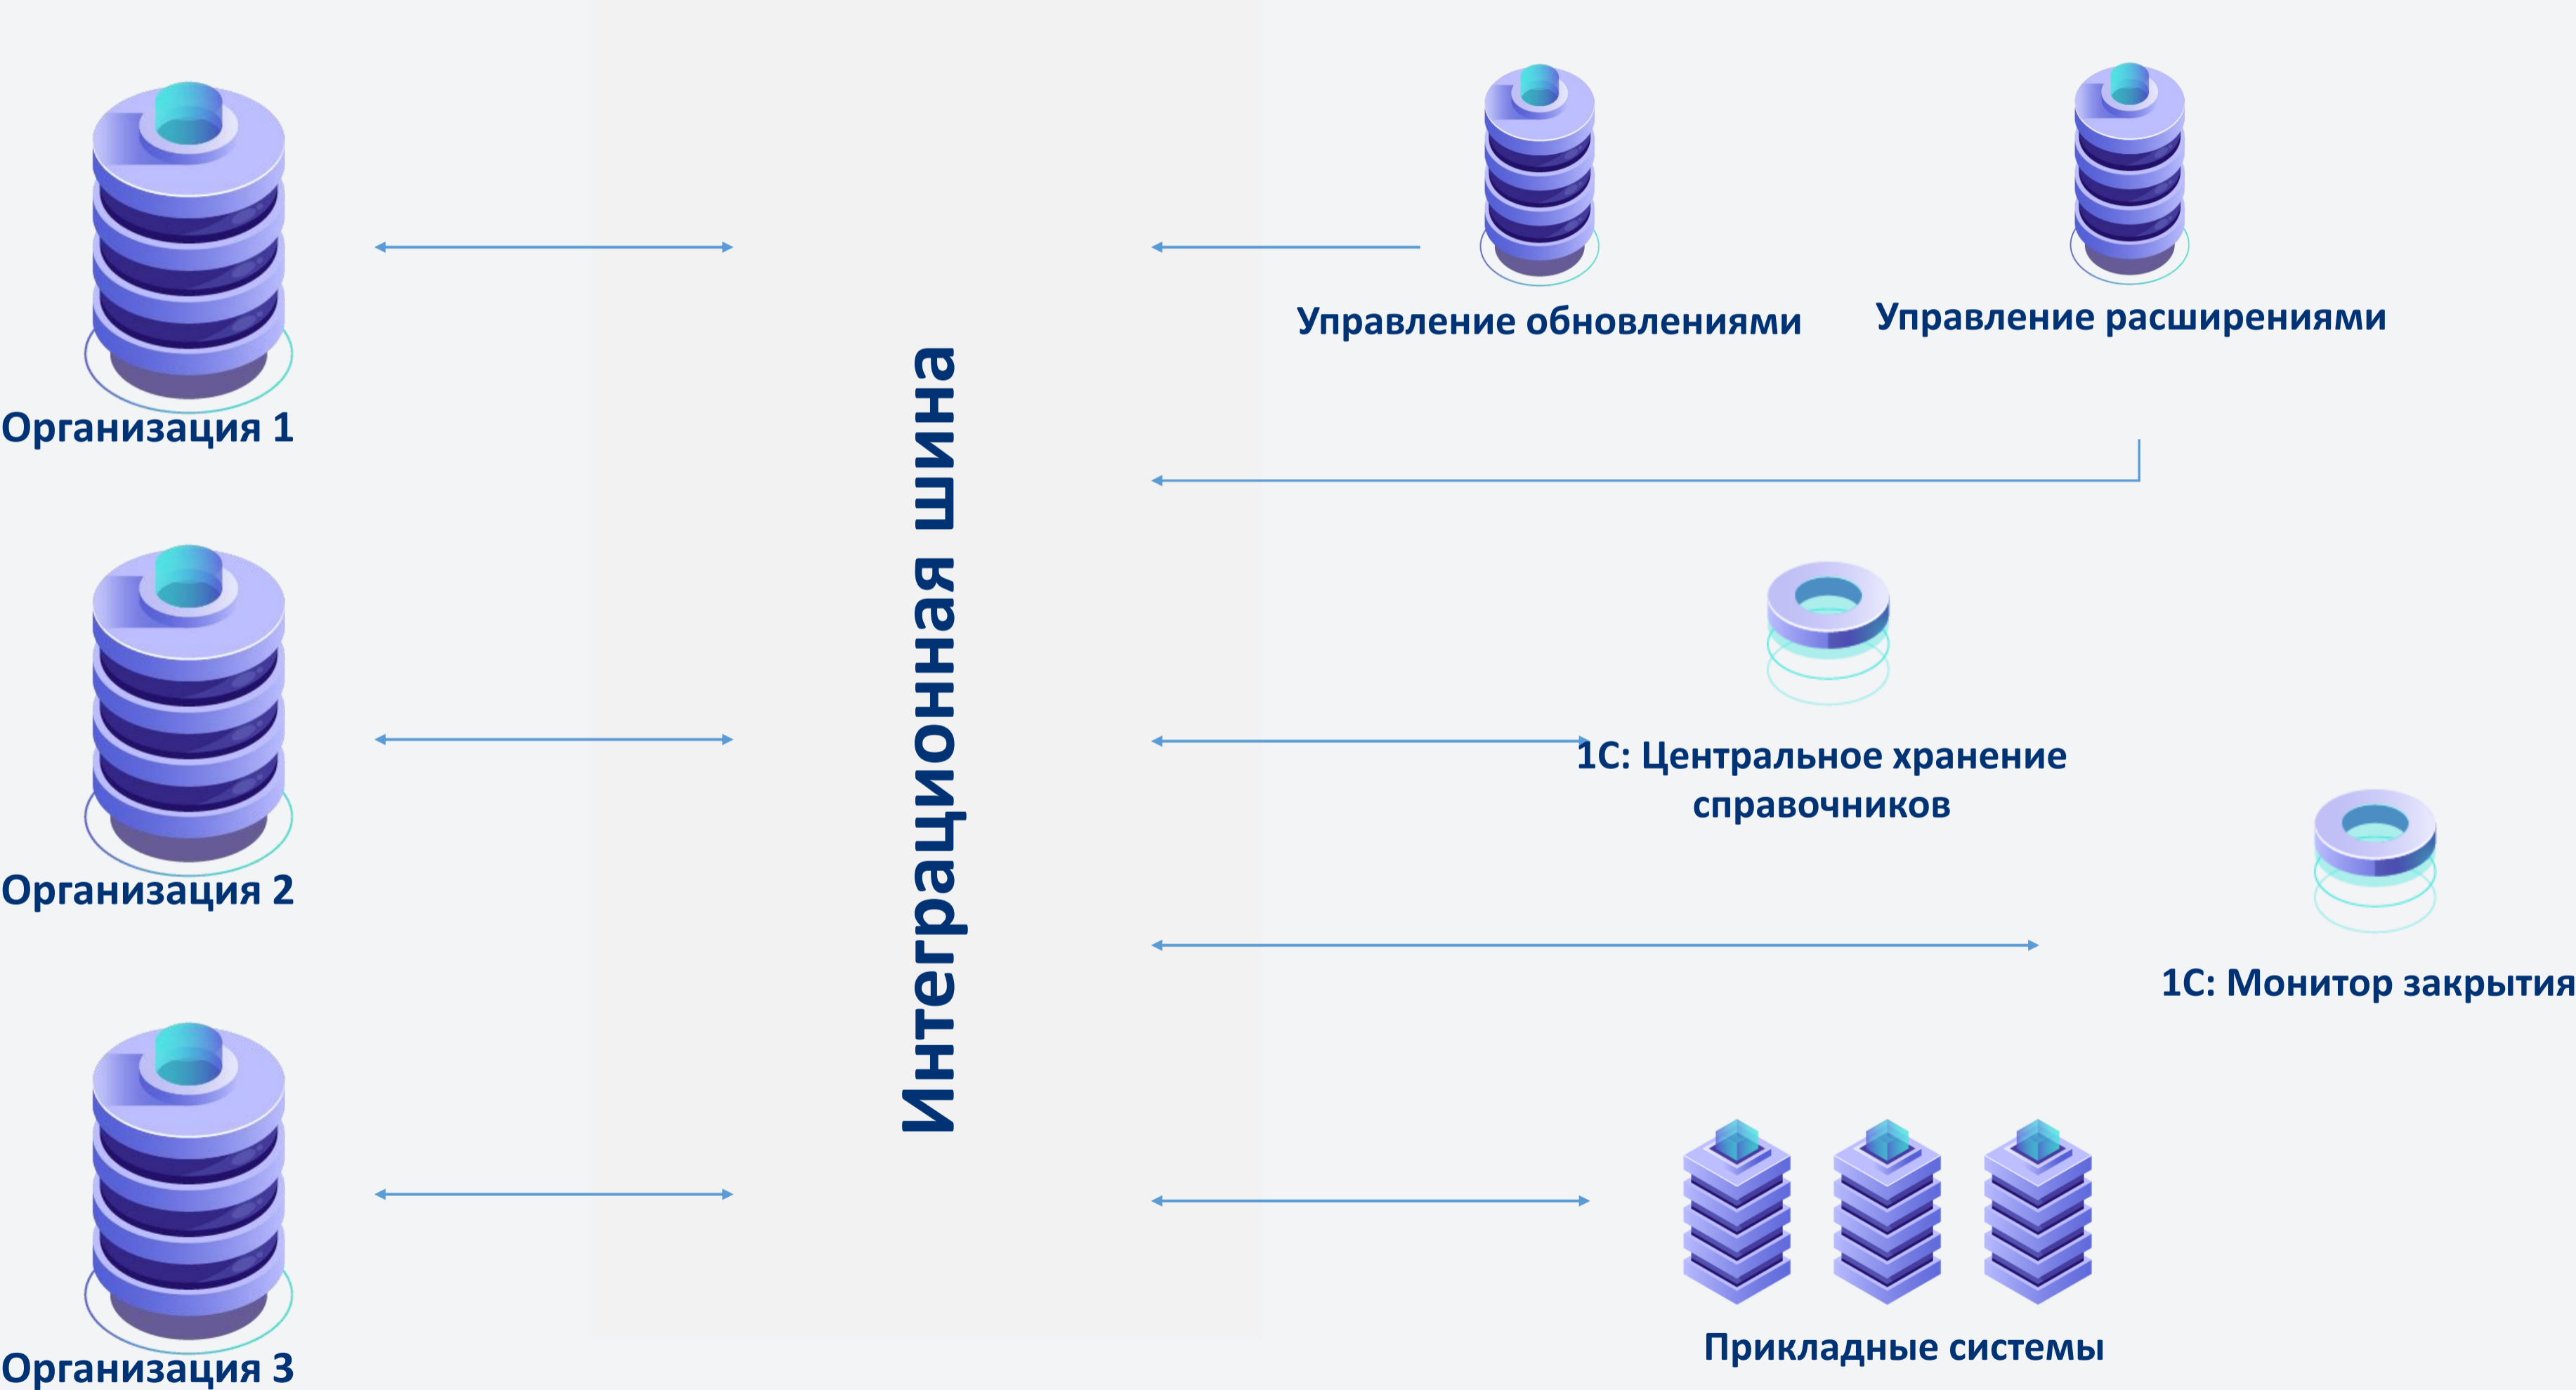 Управление обновлениями
Управление расширениями
Организация 1
Интеграционная шина
1С: Центральное хранение
справочников
Организация 2
1С: Монитор закрытия
Прикладные системы
Организация 3